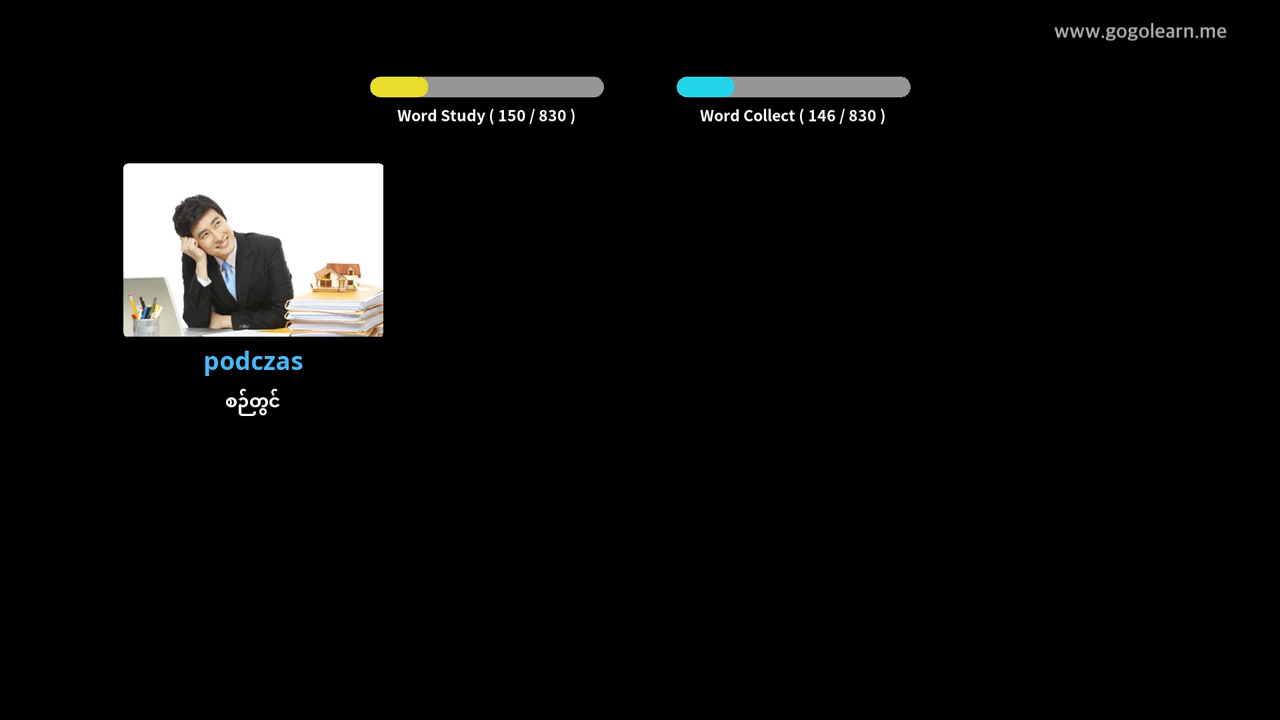 www.gogolearn.me
Word Study ( 150 / 830 )
Word Collect ( 146 / 830 )
podczas
စဉ်တွင်